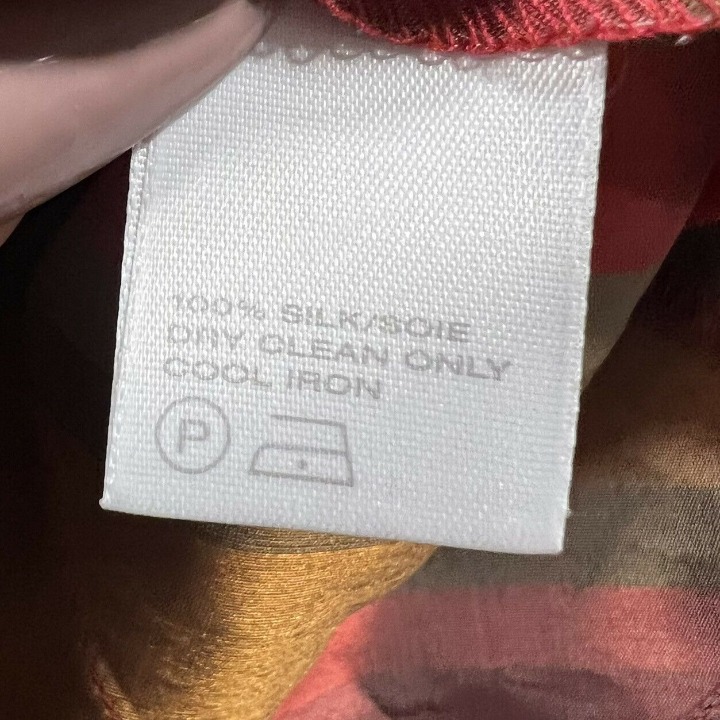 100% SILK/SOIE
DRY CLEAN ONLY
COOL IRON
P